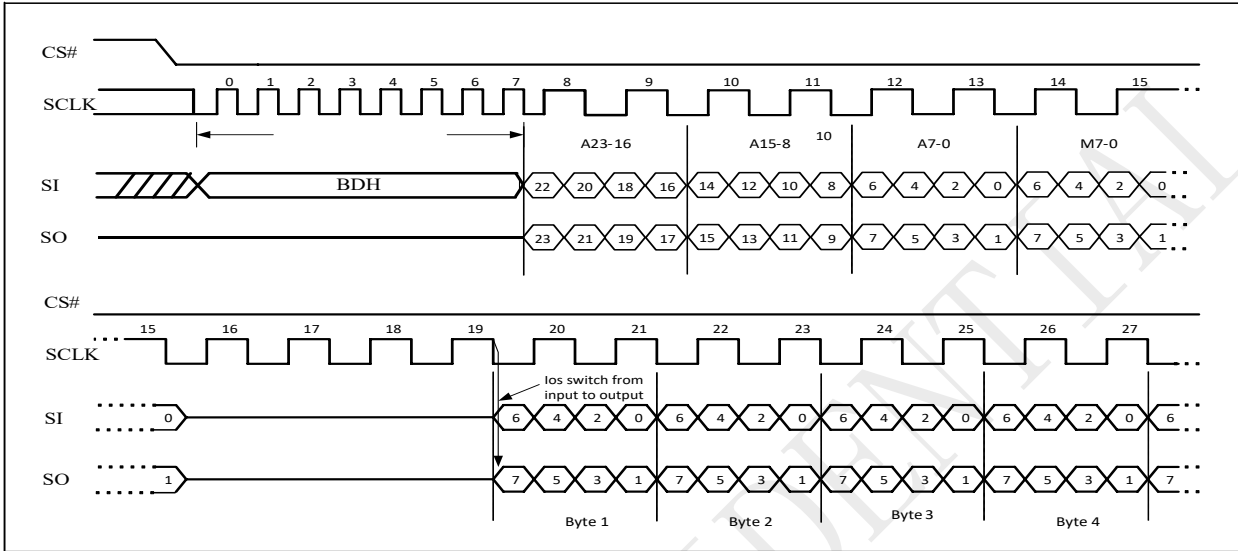 CS#
0 1 2 3 4 5 6 7 8 9 10 11 12 13 14 15
SCLK
A23-16 A15-8 10 A7-0 M7-0
SI BDH 22 20 18 16 14 12 10 8 6 4 2 0 6 4 2 0
SO 23 21 19 17 15 13 11 9 7 5 3 1 7 5 3 1
CS#
15 16 17 18 19 20 21 22 23 24 25 26 27
SCLK
Ios switch from
input to output
SI 0 6 4 2 0 6 4 2 0 6 4 2 0 6 4 2 0 6
SO 1 7 5 3 1 7 5 3 1 7 5 3 1 7 5 3 1 7
Byte 1 Byte 2 Byte 3 Byte 4
DENTIAL